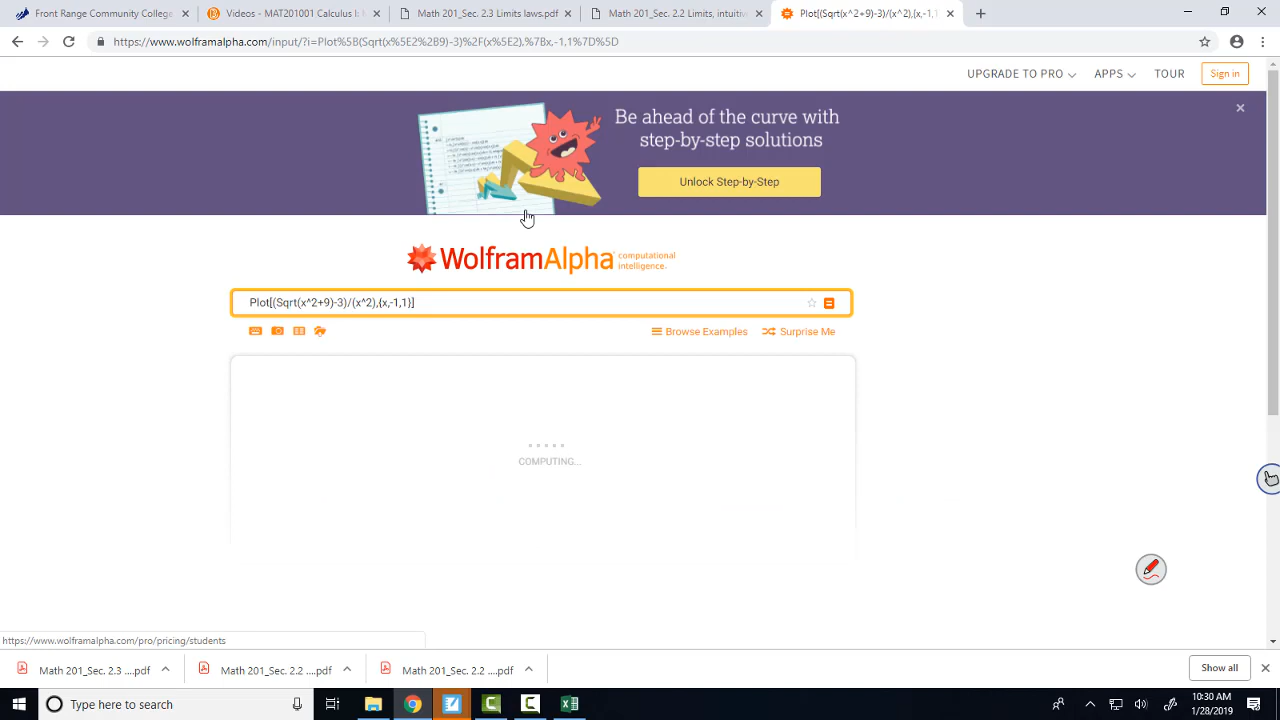 Front Range Community College
Videos - MAT201001 Calculus I:
Math 201_Sec. 2.3 Limits laws.pdf
Math 201_Sec. 2.2 Limits, intuitive
Plot[(Sqrt(x^2+9)-3)/(x^2),{x,-1,1
https://www.wolframalpha.com/input/?i=Plot%5B(Sqrt(x%5E2%2B9)-3)%2F(x%5E2),%7Bx,-1,1%7D%5D
UPGRADE TO PRO APPS TOUR Sign in
Be ahead of the curve with
step-by-step solutions
Unlock Step-by-Step
WolframAlpha computational
intelligence.
Plot[(Sqrt(x^2+9)-3)/(x^2),{x,-1,1}]
Browse Examples Surprise Me
COMPUTING...
https://www.wolframalpha.com/pro/pricing/students
Math 201_Sec. 2.3 ....pdf Math 201_Sec. 2.2 ....pdf Math 201_Sec. 2.2 ....pdf Show all
Type here to search
10:30 AM
1/28/2019